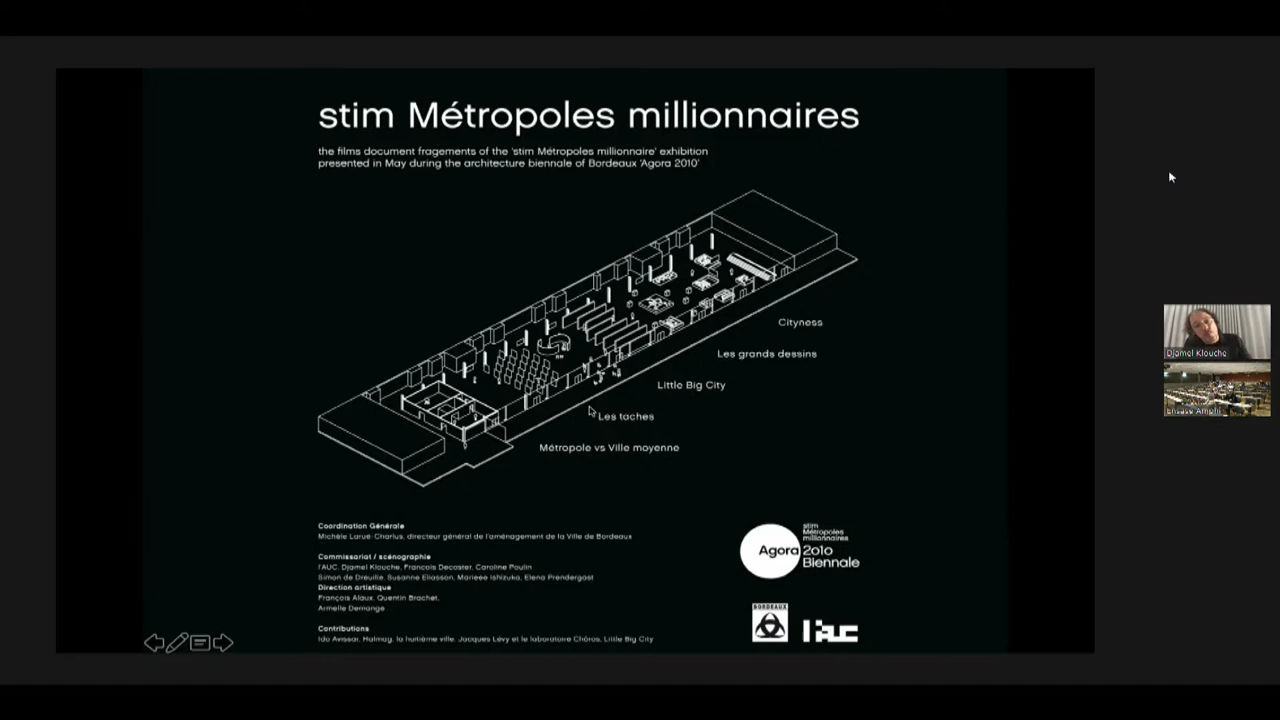 stim Métropoles millionnaires
the films document fragements of the 'stim Métropoles millionnaire' exhibition
presented in May during the architecture biennale of Bordeaux 'Agora 2010'
Cityness
Les grands dessins
Little Big City
Les taches
Métropole vs Ville moyenne
Coordination Générale
Michèle Larue-Charlus, directeur général de l'aménagement de la Ville de Bordeaux
Commissariat / scénographie
l'AUC, Djamel Klouche, Francois Decoster, Caroline Poulin
Simon de Dreuille, Susanne Eliasson, Marieee Ishizuka, Elena Prendergast
Direction artistique
François Alaux, Quentin Brachet,
Armelle Demange
Contributions
Ido Avissar, Halmay, la huitième ville, Jacques Lévy et le laboratoire Chôros, Little Big City
Agora
stim
Métropoles
millionnaires
2010
Biennale
BORDEAUX
l'auc
Djamel Klouche
Ensase Amphi